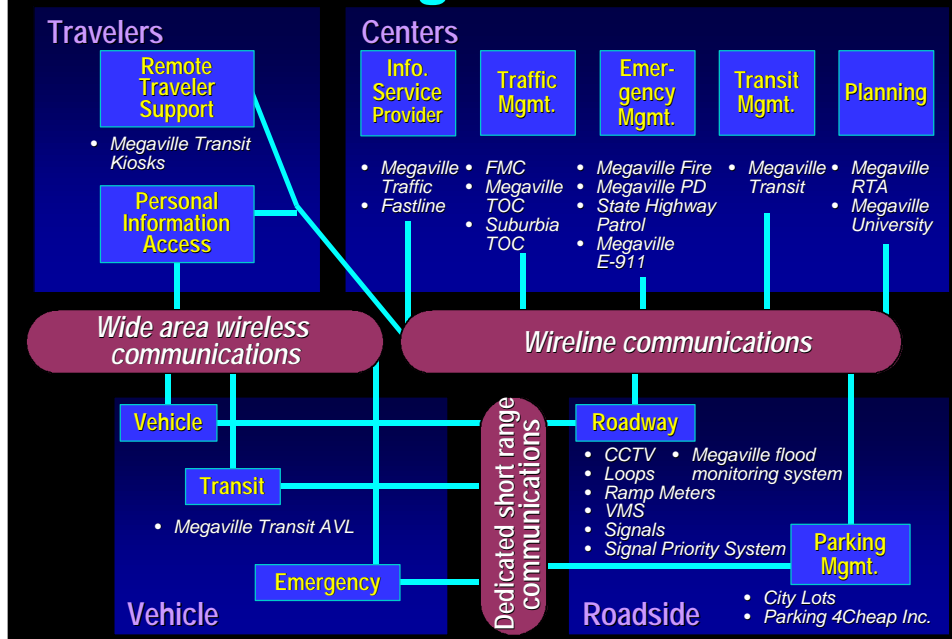 Travelers
Remote
Traveler
Support
• Megaville Transit
Kiosks
Personal
Information
Access
Centers
Info.
Service
Provider
• Megaville
Traffic
• Fastline
Traffic
Mgmt.
• FMC
• Megaville
TOC
• Suburbia
TOC
Emer-
gency
Mgmt.
• Megaville Fire
• Megaville PD
• State Highway
Patrol
• Megaville
E-911
Transit
Mgmt.
• Megaville
Transit
Planning
• Megaville
RTA
• Megaville
University
Wide area wireless
communications
Wireline communications
Vehicle
Transit
• Megaville Transit AVL
Emergency
Vehicle
Dedicated short range
communications
Roadway
• CCTV
• Loops
• Ramp Meters
• VMS
• Signals
• Signal Priority System
• Megaville flood
monitoring system
Parking
Mgmt.
• City Lots
• Parking 4Cheap Inc.
Roadside